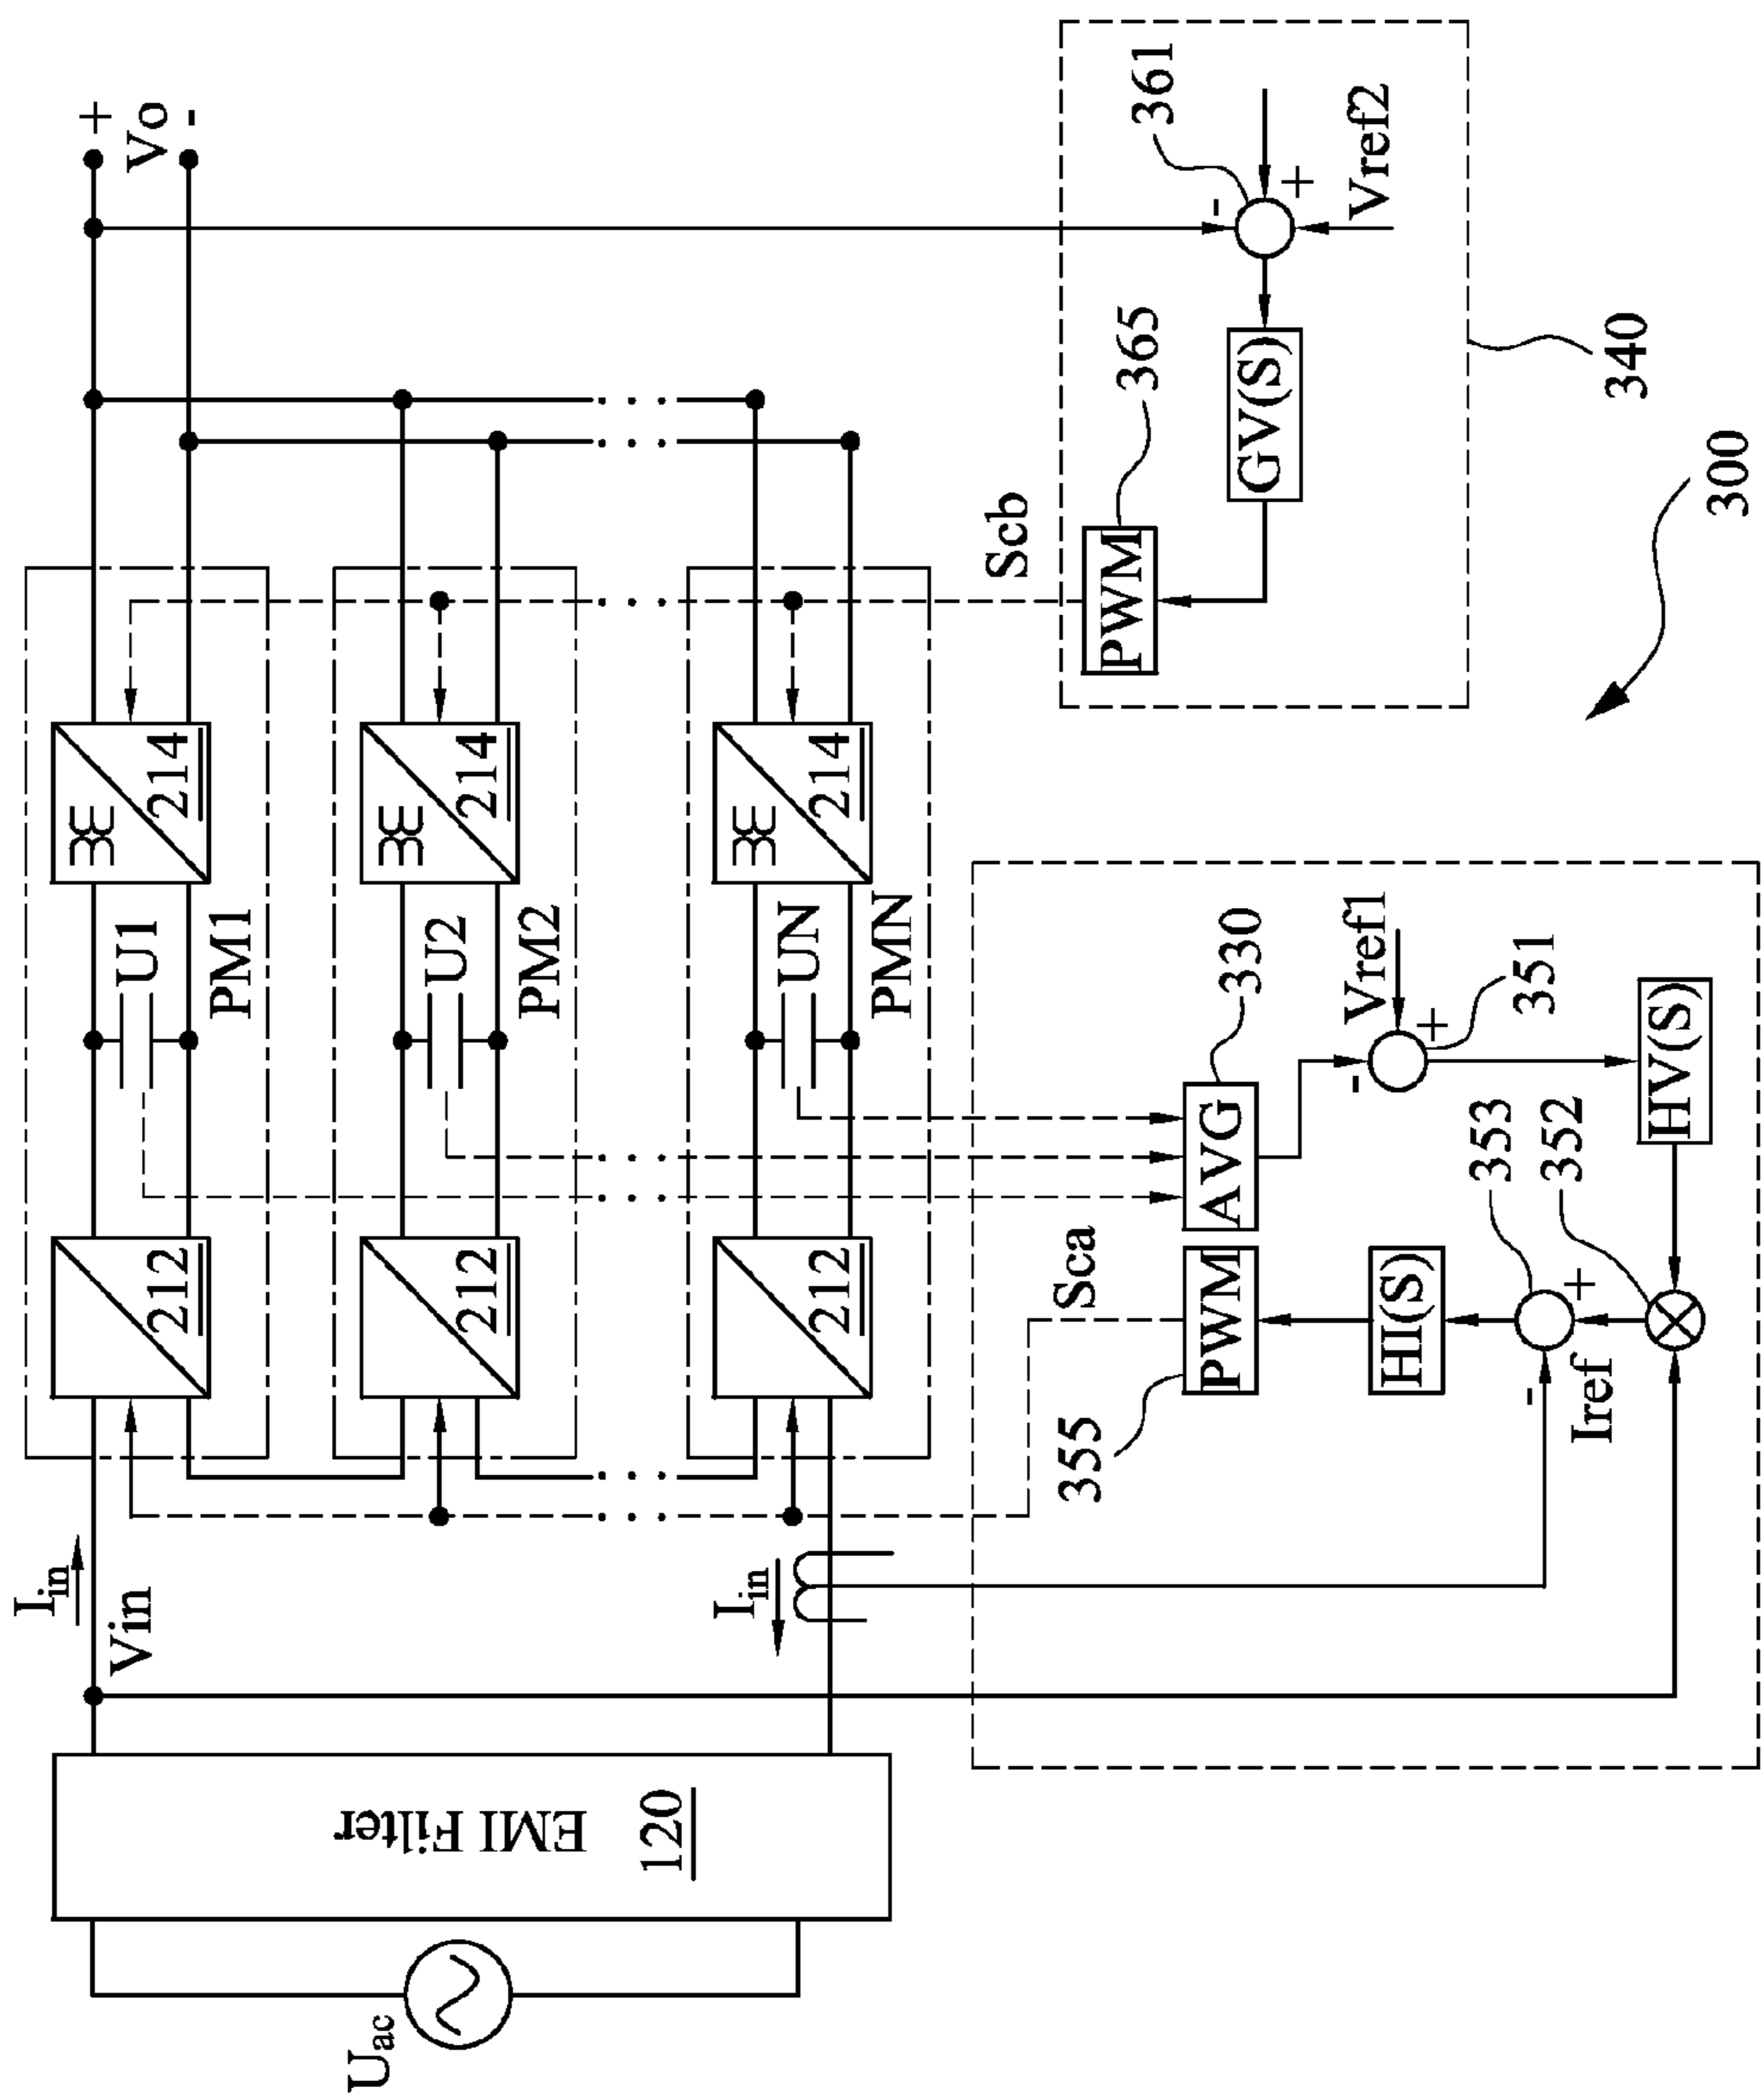 Uac
EMI Filter
120
Iin
Vin
Iin
212
U1
214
PM1
212
U2
214
PM2
212
UN
214
PMN
+
Vo
-
Sca
Scb
355
PWM
AVG
330
HI(S)
-
Iref
+
353
352
-
Vref1
+
351
HV(S)
PWM
365
GV(S)
-
361
+
Vref2
340
300